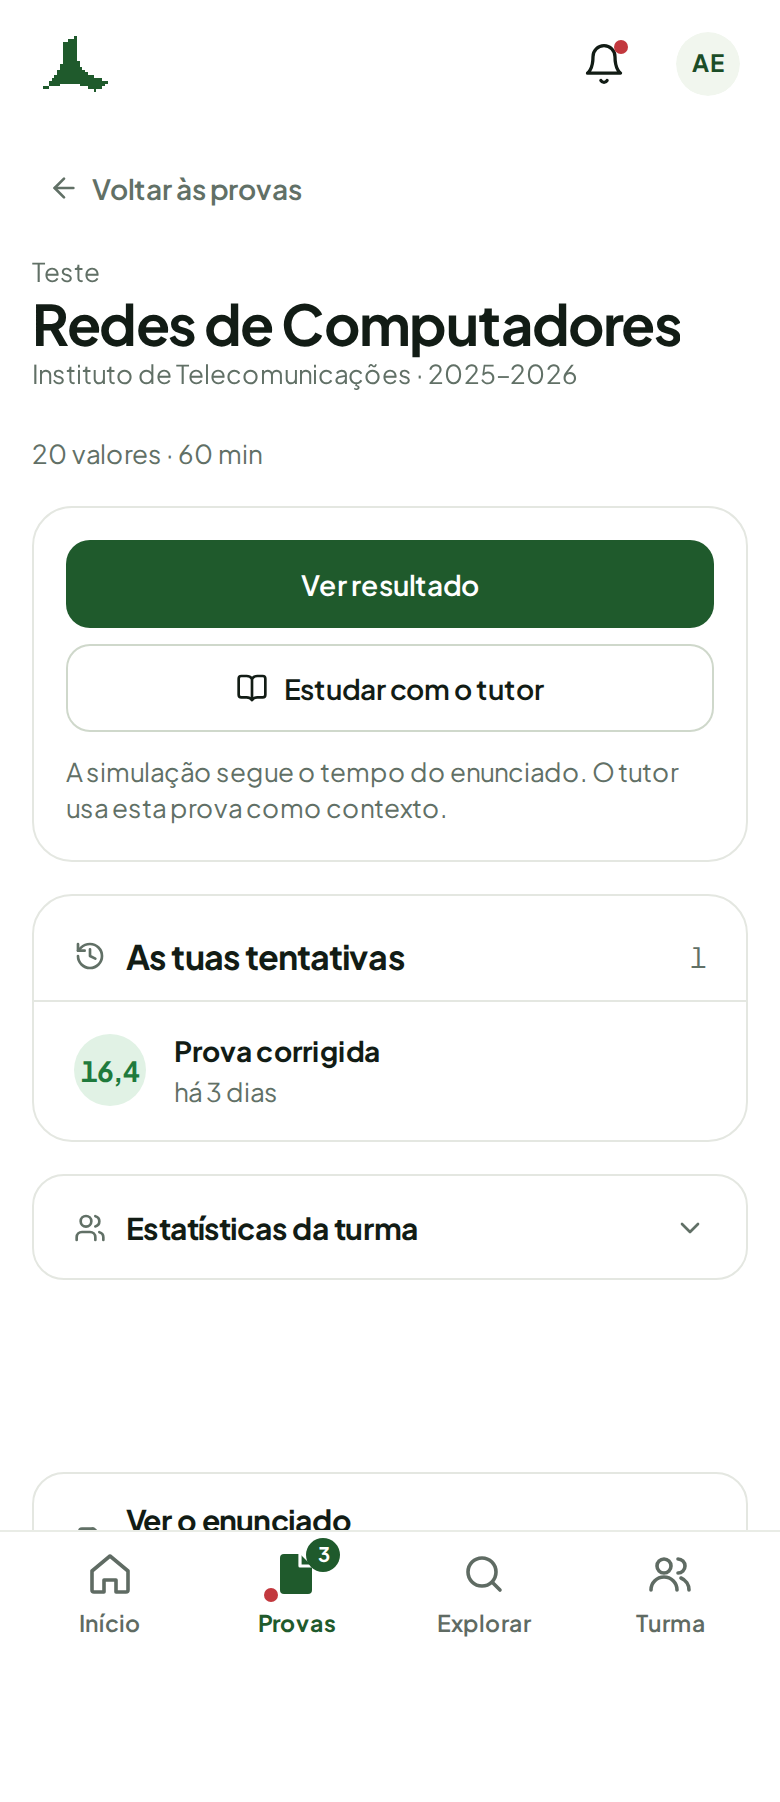 AE
Voltar às provas
Teste
Redes de Computadores
Instituto de Telecomunicações · 2025–2026
20 valores · 60 min
Ver resultado
Estudar com o tutor
A simulação segue o tempo do enunciado. O tutor
usa esta prova como contexto.
As tuas tentativas 1
16,4 Prova corrigida
há 3 dias
Estatísticas da turma
Ver o enunciado
3
Início Provas Explorar Turma